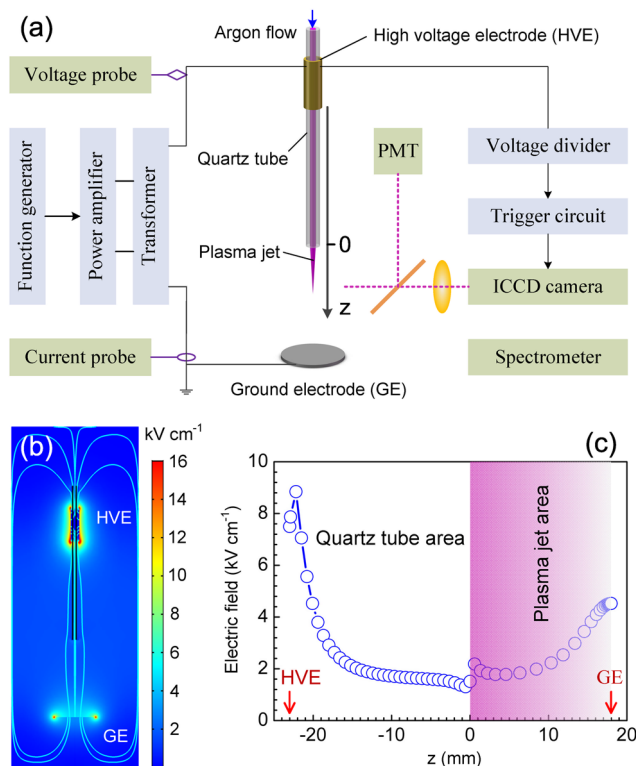 (a)
Argon flow
High voltage electrode (HVE)
Voltage probe
Function generator
Power amplifier
Transformer
Quartz tube
PMT
Voltage divider
Trigger circuit
Plasma jet
0
z
ICCD camera
Current probe
Ground electrode (GE)
Spectrometer
(b)
HVE
GE
kV cm⁻¹
16
14
12
10
8
6
4
2
(c)
Electric field (kV cm⁻¹)
10
8
6
4
2
0
Quartz tube area
Plasma jet area
HVE
GE
-20
-10
0
10
20
z (mm)